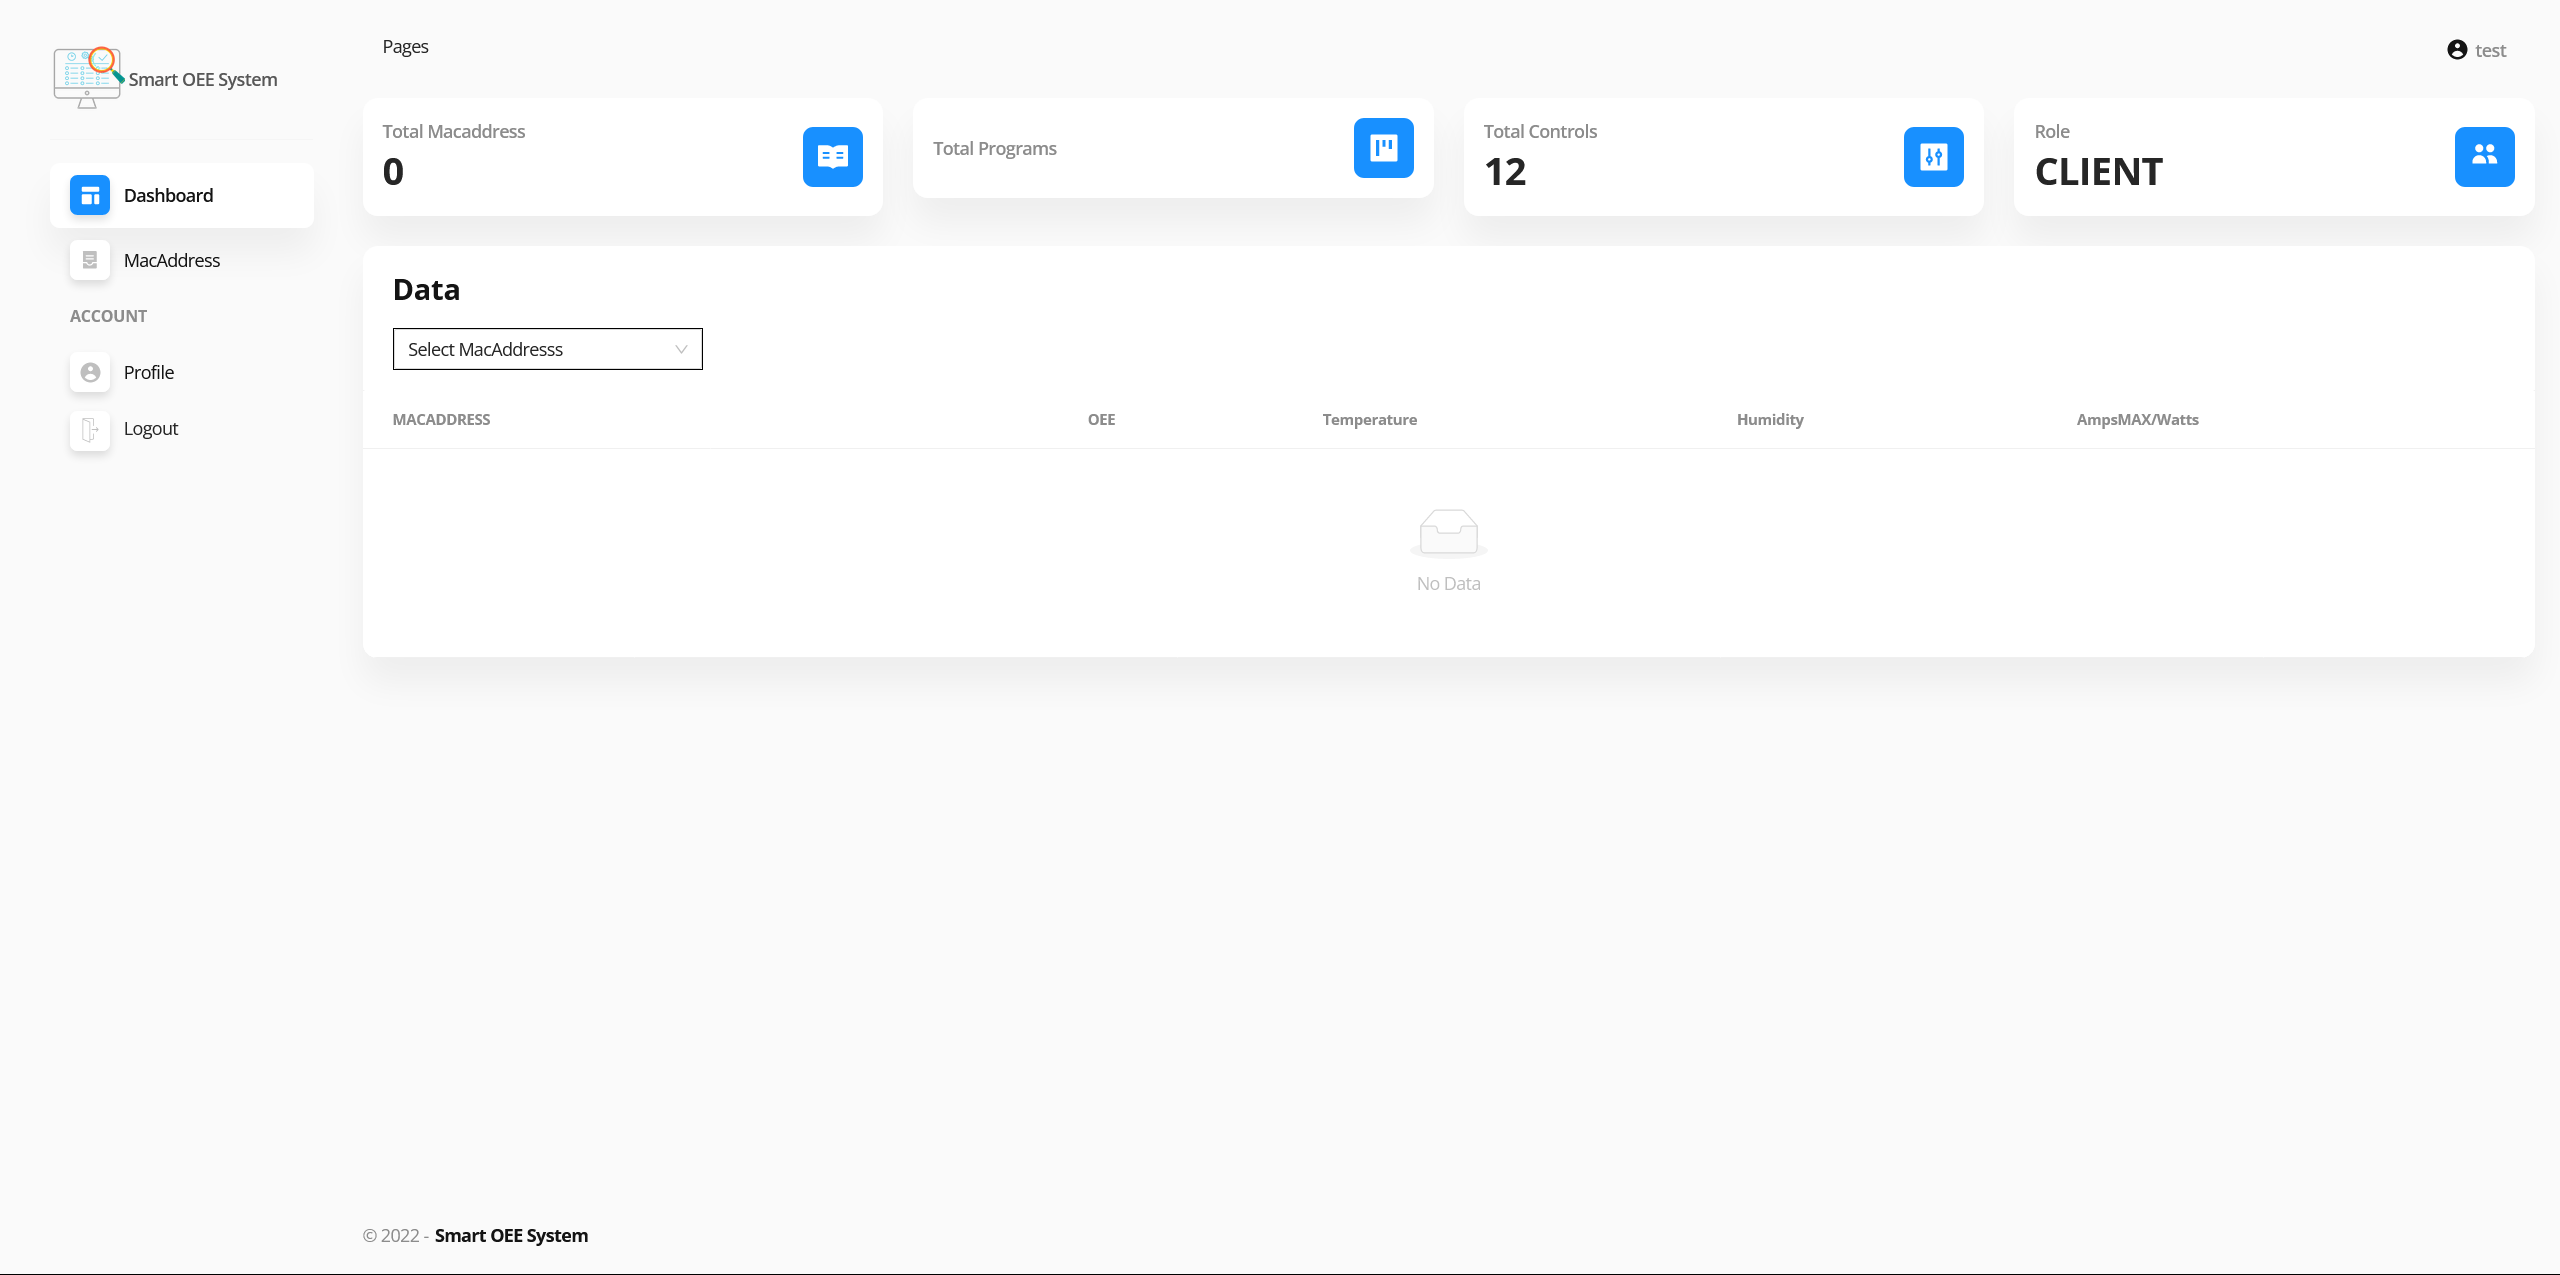 Smart OEE System
Dashboard
MacAddress
ACCOUNT
Profile
Logout
Pages
test
Total Macaddress
0
Total Programs
Total Controls
12
Role
CLIENT
Data
Select MacAddresss
MACADDRESS OEE Temperature Humidity AmpsMAX/Watts
No Data
© 2022 - Smart OEE System